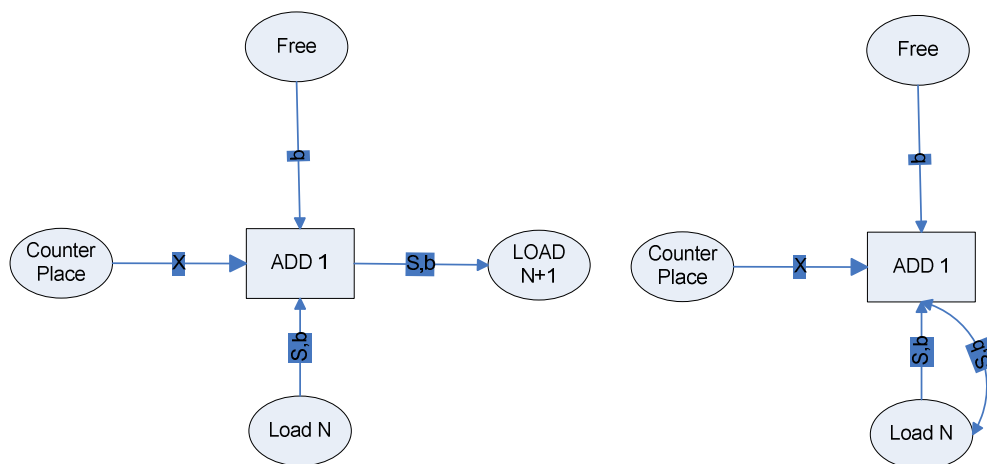 Free
b
Counter
Place
X
ADD 1
S,b
LOAD
N+1
S,b
Load N
Free
b
Counter
Place
X
ADD 1
S,b
S,b
Load N